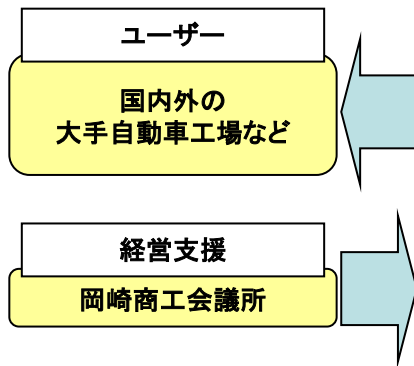 ユーザー
国内外の
大手自動車工場など
経営支援
岡崎商工会議所